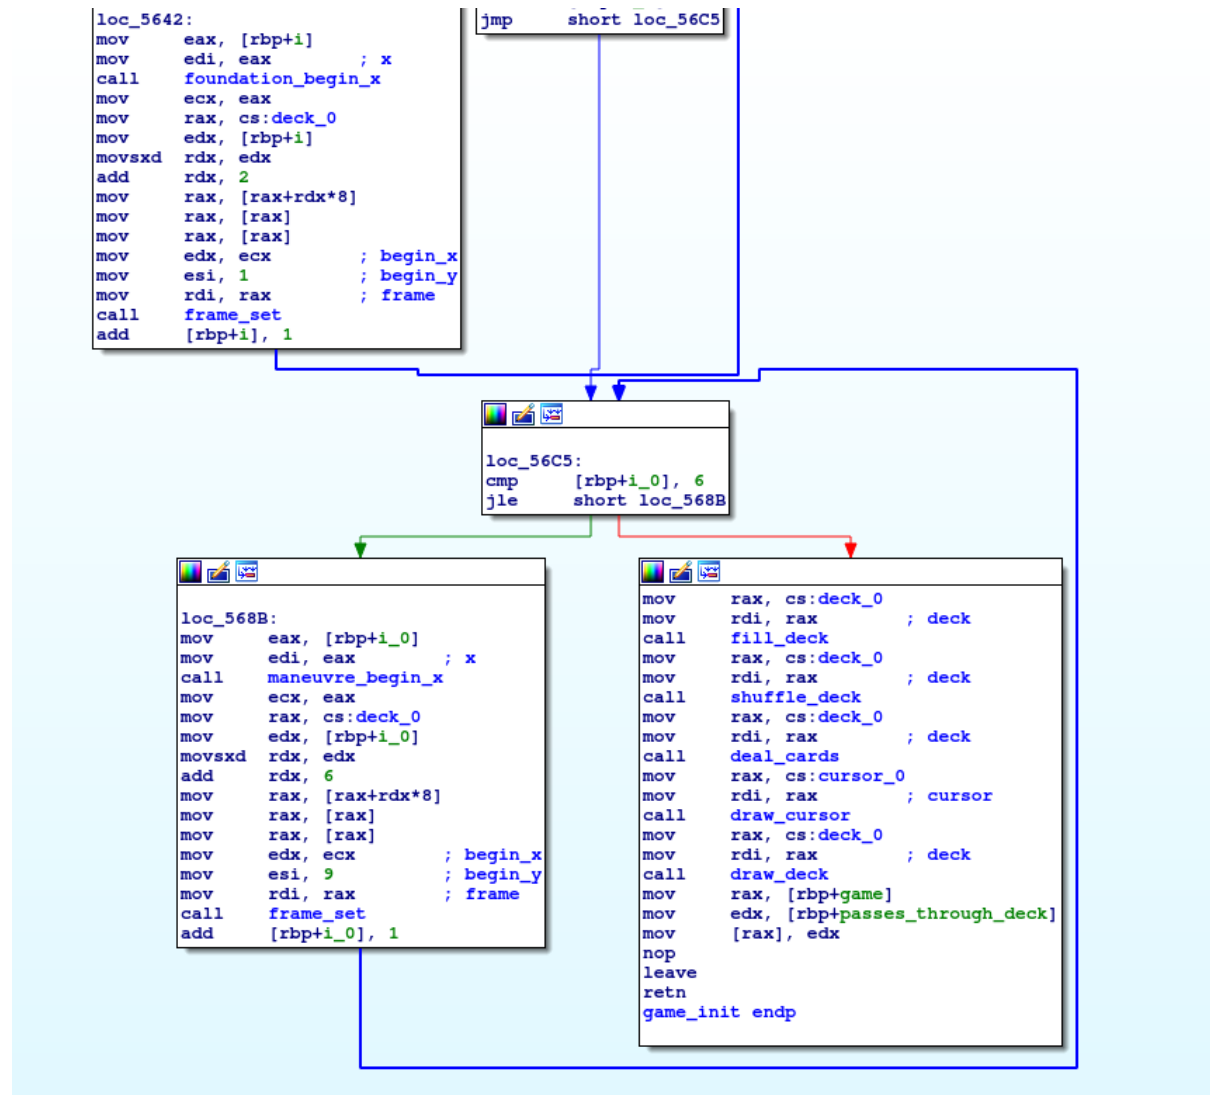 loc_5642:
mov eax, [rbp+i]
mov edi, eax ; x
call foundation_begin_x
mov ecx, eax
mov rax, cs:deck_0
mov edx, [rbp+i]
movsxd rdx, edx
add rdx, 2
mov rax, [rax+rdx*8]
mov rax, [rax]
mov rax, [rax]
mov edx, ecx ; begin_x
mov esi, 1 ; begin_y
mov rdi, rax ; frame
call frame_set
add [rbp+i], 1
jmp short loc_56C5
loc_56C5:
cmp [rbp+i_0], 6
jle short loc_568B
loc_568B:
mov eax, [rbp+i_0]
mov edi, eax ; x
call maneuvre_begin_x
mov ecx, eax
mov rax, cs:deck_0
mov edx, [rbp+i_0]
movsxd rdx, edx
add rdx, 6
mov rax, [rax+rdx*8]
mov rax, [rax]
mov rax, [rax]
mov edx, ecx ; begin_x
mov esi, 9 ; begin_y
mov rdi, rax ; frame
call frame_set
add [rbp+i_0], 1
mov rax, cs:deck_0
mov rdi, rax ; deck
call fill_deck
mov rax, cs:deck_0
mov rdi, rax ; deck
call shuffle_deck
mov rax, cs:deck_0
mov rdi, rax ; deck
call deal_cards
mov rax, cs:cursor_0
mov rdi, rax ; cursor
call draw_cursor
mov rax, cs:deck_0
mov rdi, rax ; deck
call draw_deck
mov rax, [rbp+game]
mov edx, [rbp+passes_through_deck]
mov [rax], edx
nop
leave
retn
game_init endp